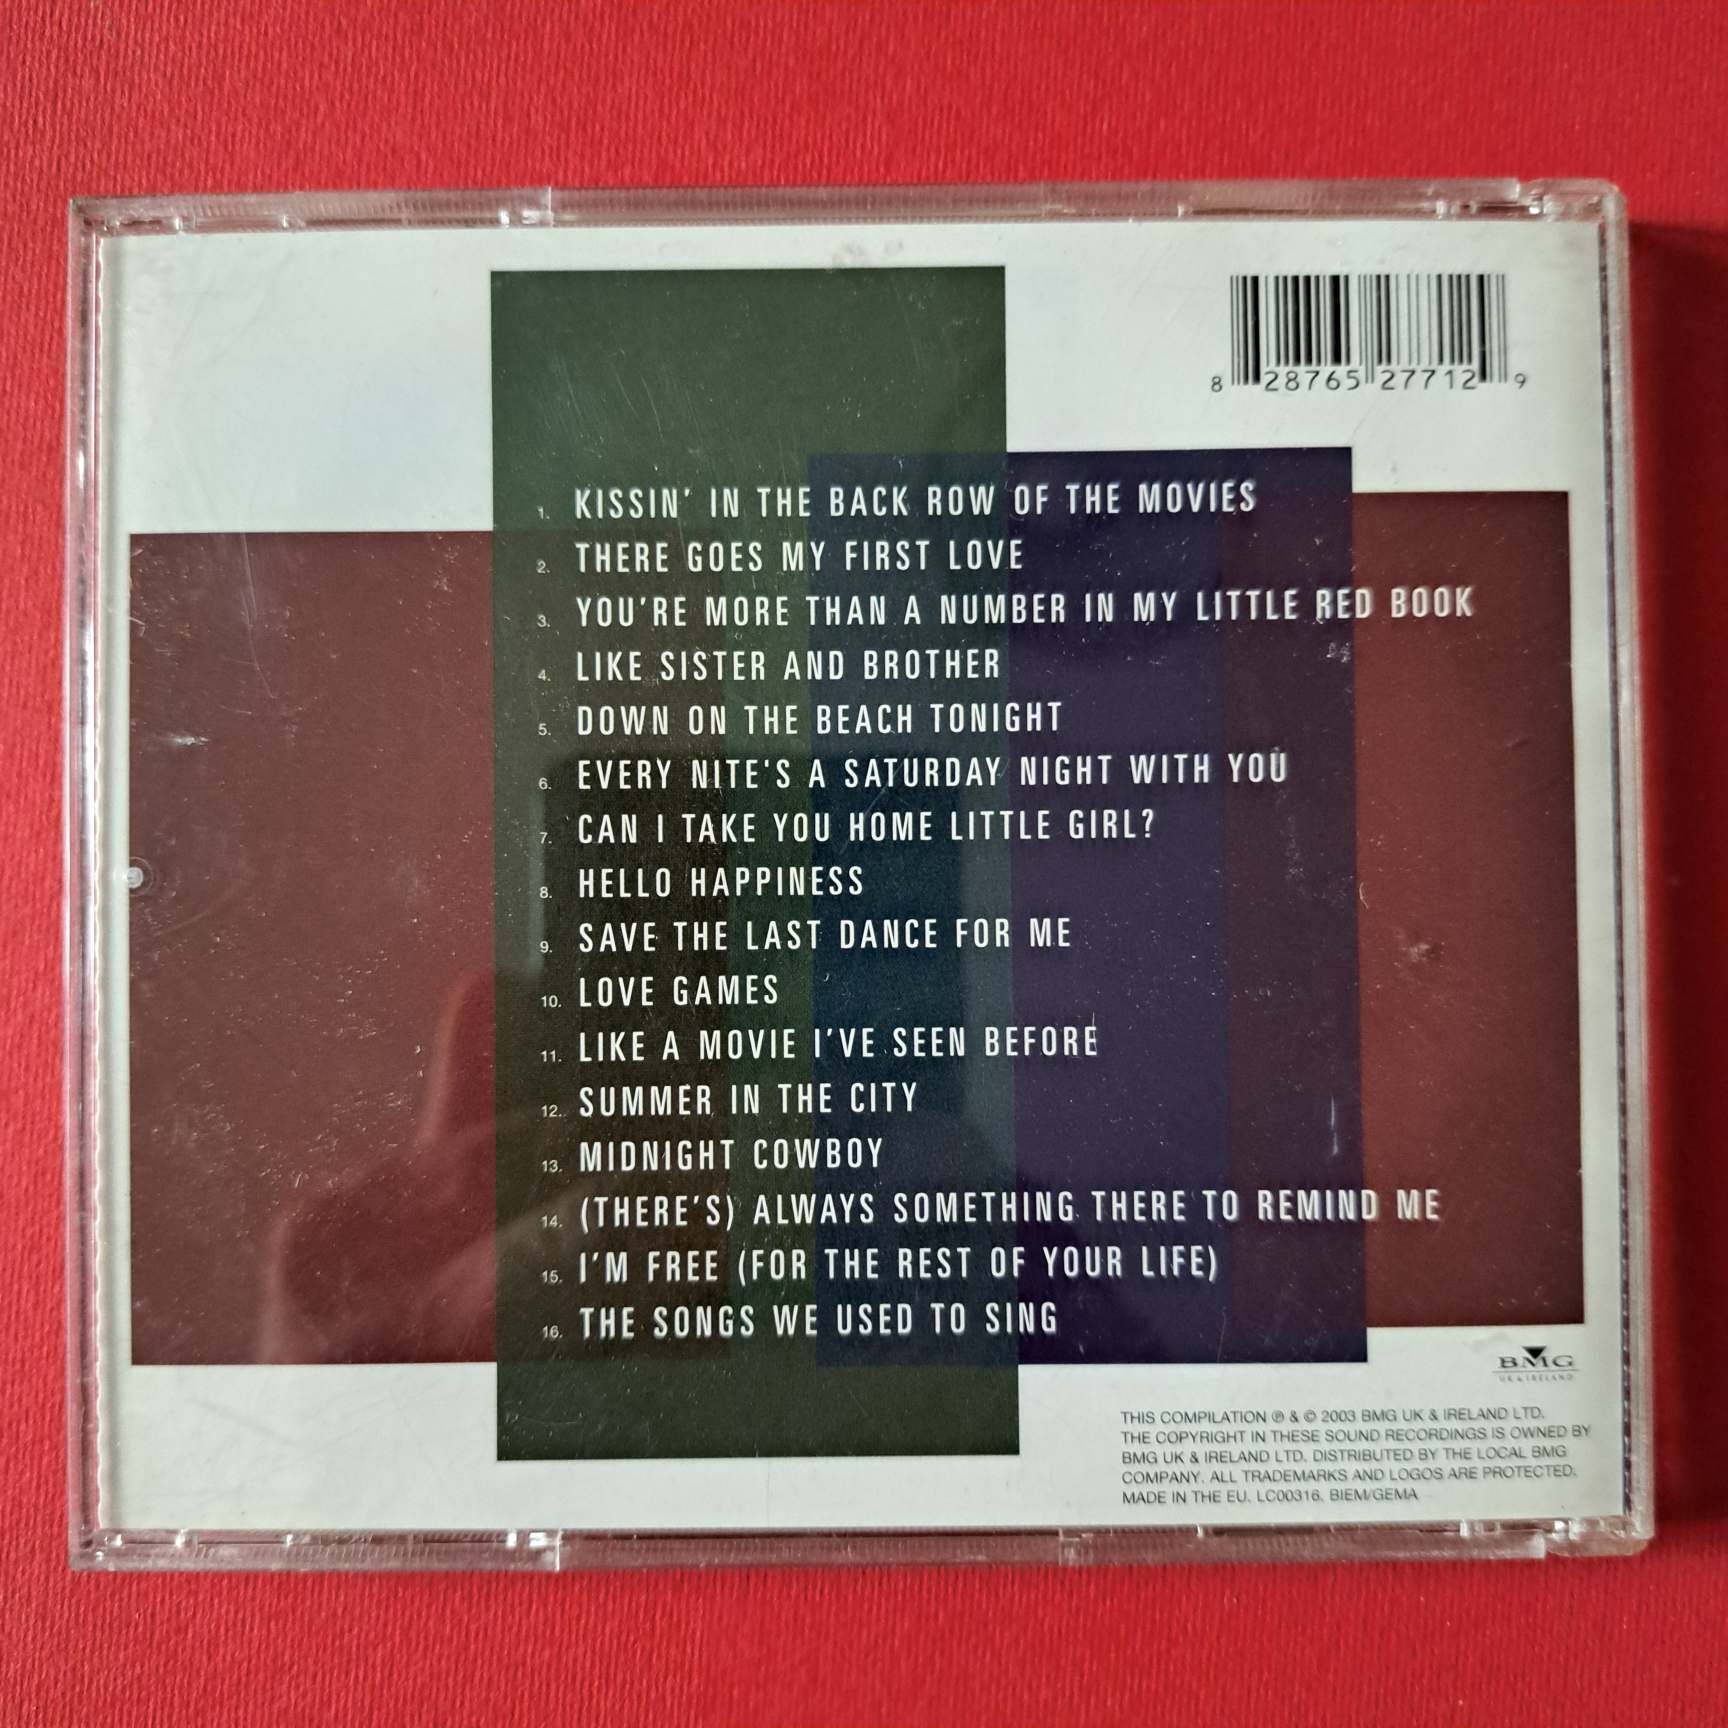 8 28765 27712 9
1. KISSIN' IN THE BACK ROW OF THE MOVIES
2. THERE GOES MY FIRST LOVE
3. YOU'RE MORE THAN A NUMBER IN MY LITTLE RED BOOK
4. LIKE SISTER AND BROTHER
5. DOWN ON THE BEACH TONIGHT
6. EVERY NITE'S A SATURDAY NIGHT WITH YOU
7. CAN I TAKE YOU HOME LITTLE GIRL?
8. HELLO HAPPINESS
9. SAVE THE LAST DANCE FOR ME
10. LOVE GAMES
11. LIKE A MOVIE I'VE SEEN BEFORE
12. SUMMER IN THE CITY
13. MIDNIGHT COWBOY
14. (THERE'S) ALWAYS SOMETHING THERE TO REMIND ME
15. I'M FREE (FOR THE REST OF YOUR LIFE)
16. THE SONGS WE USED TO SING
BMG
UK & IRELAND
THIS COMPILATION ℗ & © 2003 BMG UK & IRELAND LTD.
THE COPYRIGHT IN THESE SOUND RECORDINGS IS OWNED BY
BMG UK & IRELAND LTD. DISTRIBUTED BY THE LOCAL BMG
COMPANY. ALL TRADEMARKS AND LOGOS ARE PROTECTED.
MADE IN THE EU. LC00316. BIEM/GEMA